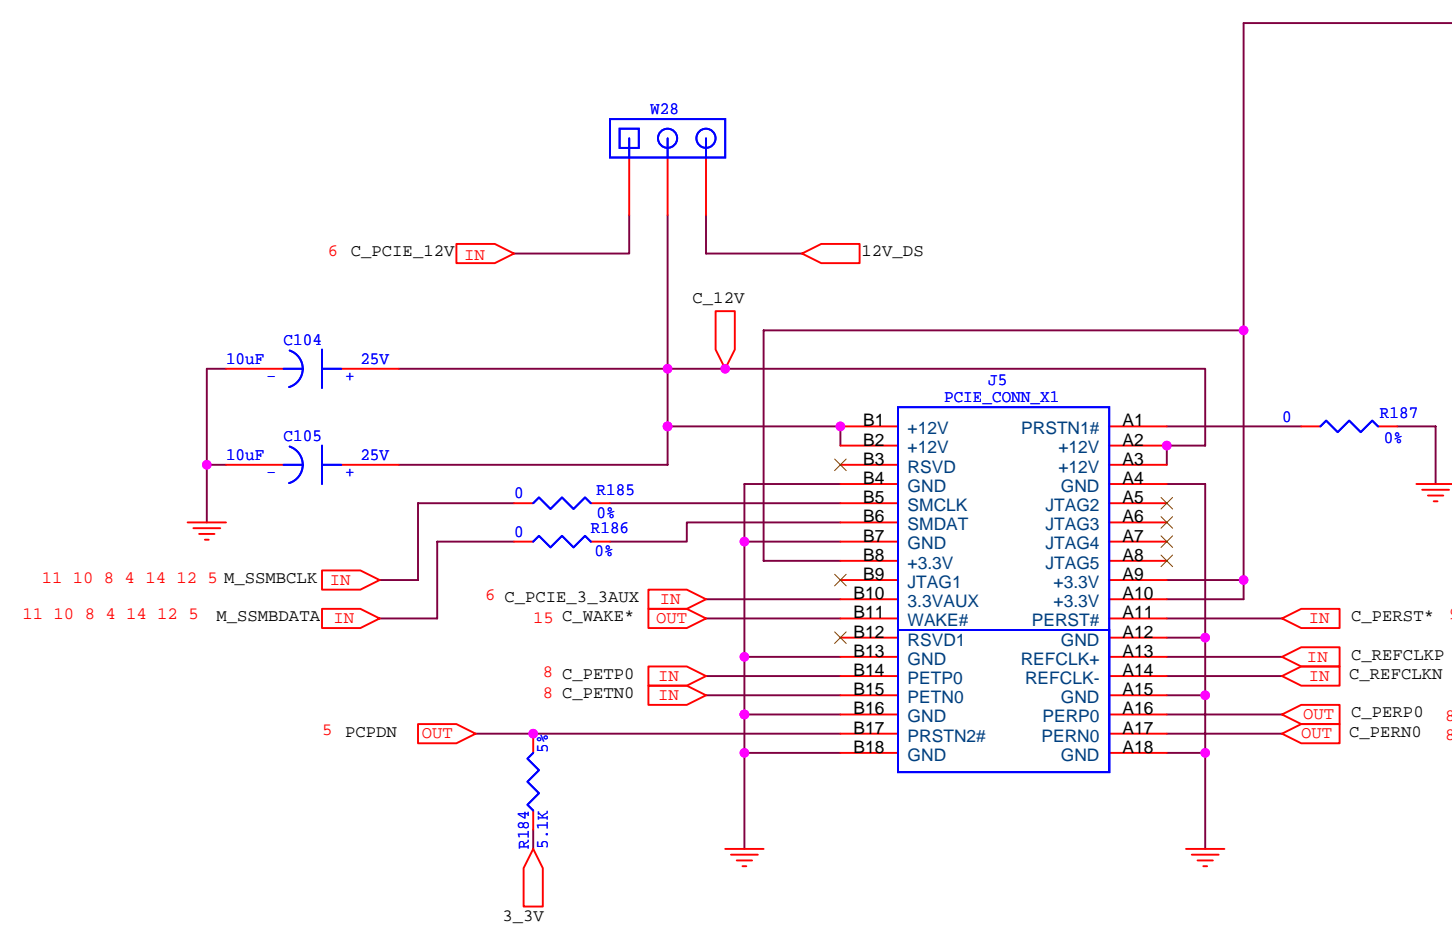 W28
6 C_PCIE_12V IN
12V_DS
C_12V
C104
10uF 25V
- +
C105
10uF 25V
- +
J5
PCIE_CONN_X1
B1 +12V PRSTN1# A1
B2 +12V +12V A2
B3 RSVD +12V A3
B4 GND GND A4
B5 SMCLK JTAG2 A5
B6 SMDAT JTAG3 A6
B7 GND JTAG4 A7
B8 +3.3V JTAG5 A8
B9 JTAG1 +3.3V A9
B10 3.3VAUX +3.3V A10
B11 WAKE# PERST# A11
B12 RSVD1 GND A12
B13 GND REFCLK+ A13
B14 PETP0 REFCLK- A14
B15 PETN0 GND A15
B16 GND PERP0 A16
B17 PRSTN2# PERN0 A17
B18 GND GND A18
0 R187
0%
0 R185
0%
0 R186
0%
11 10 8 4 14 12 5 M_SSMBCLK IN
11 10 8 4 14 12 5 M_SSMBDATA IN
6 C_PCIE_3_3AUX IN
15 C_WAKE* OUT
8 C_PETP0 IN
8 C_PETN0 IN
5 PCPDN OUT
5%
R184
5.1K
3_3V
IN C_PERST*
IN C_REFCLKP
IN C_REFCLKN
OUT C_PERP0 8
OUT C_PERN0 8